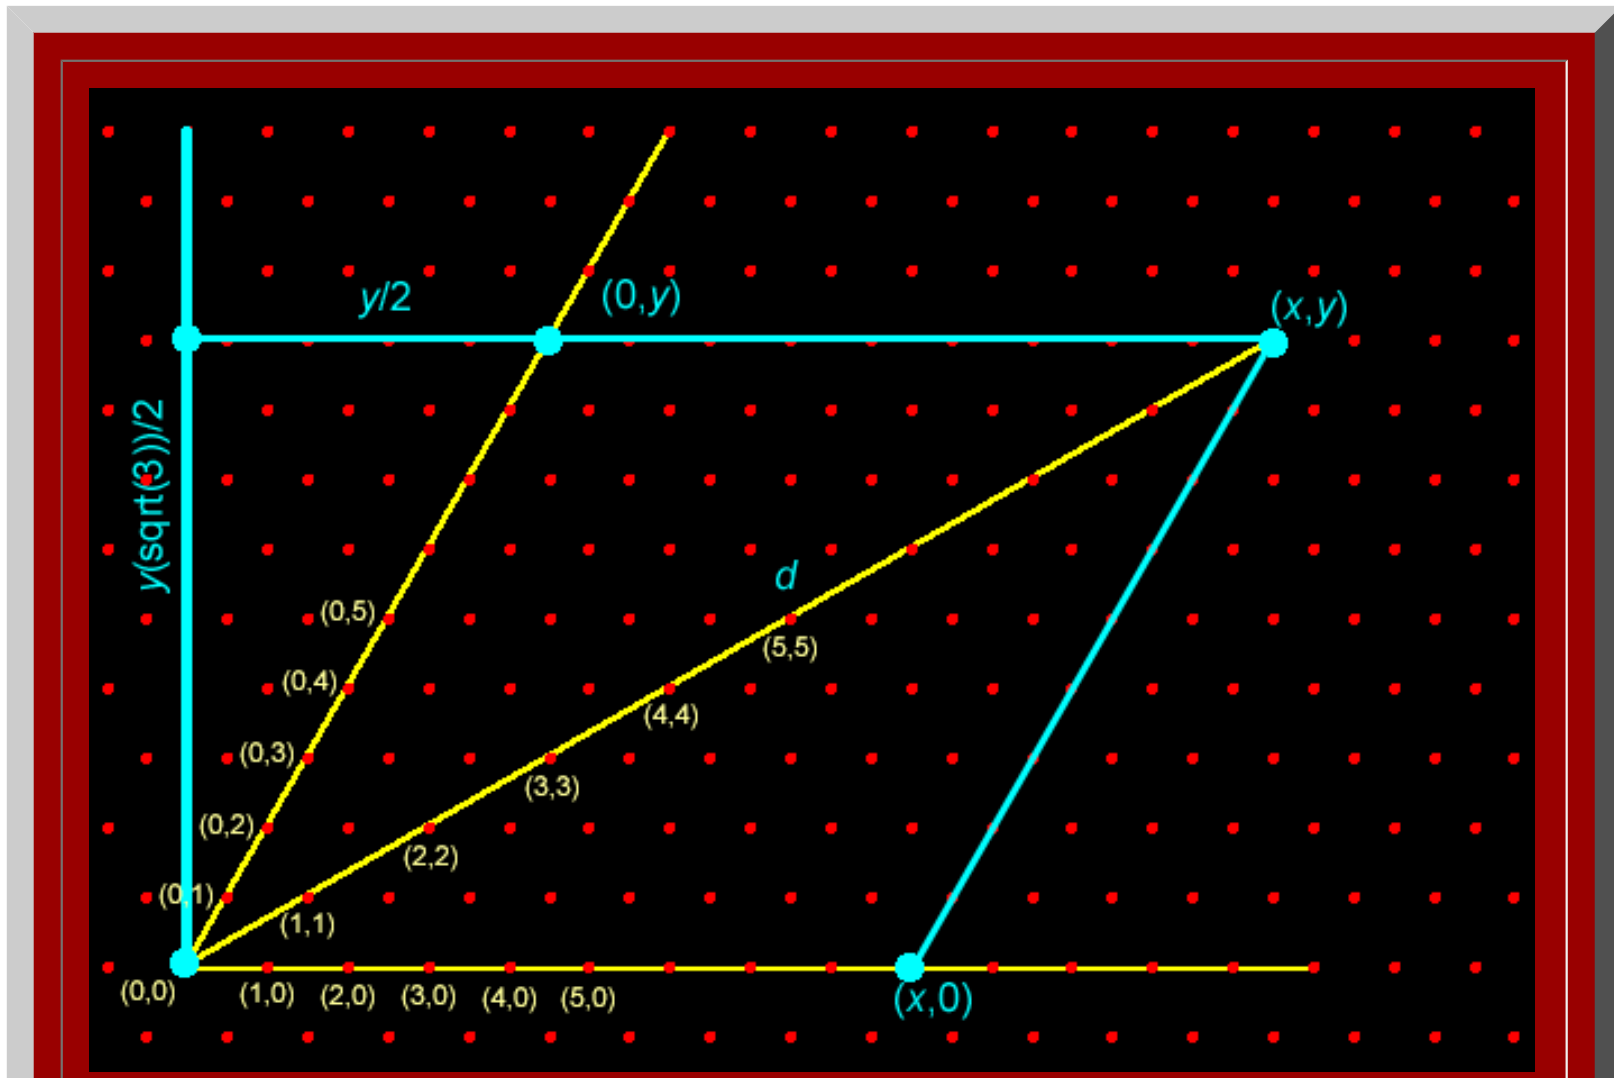 y/2
(0,y)
(x,y)
y(sqrt(3))/2
d
(0,5)
(5,5)
(0,4)
(4,4)
(0,3)
(3,3)
(0,2)
(2,2)
(0,1)
(1,1)
(0,0)
(1,0) (2,0) (3,0) (4,0) (5,0)
(x,0)